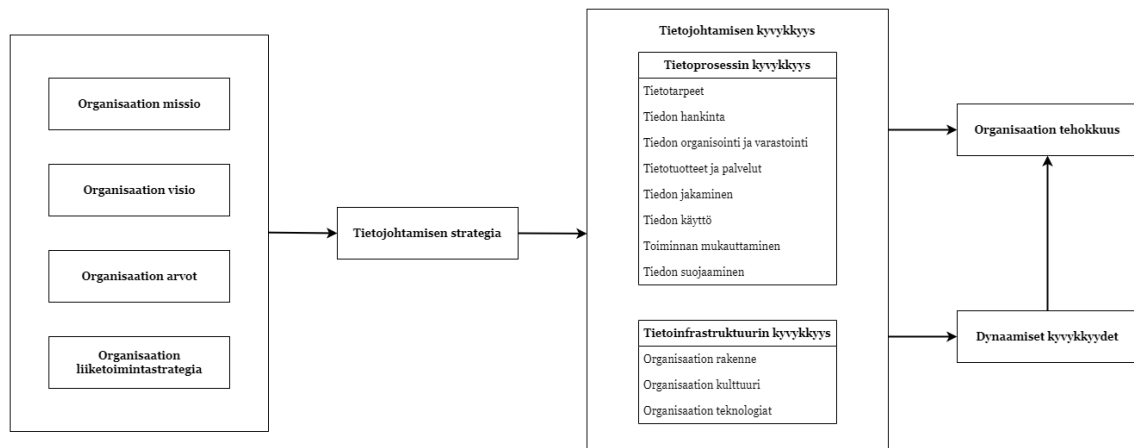 Organisaation missio
Organisaation visio
Organisaation arvot
Organisaation
liiketoimintastrategia
Tietojohtamisen strategia
Tietojohtamisen kyvykkyys
Tietoprosessin kyvykkyys
Tietotarpeet
Tiedon hankinta
Tiedon organisointi ja varastointi
Tietotuotteet ja palvelut
Tiedon jakaminen
Tiedon käyttö
Toiminnan mukauttaminen
Tiedon suojaaminen
Tietoinfrastruktuurin kyvykkyys
Organisaation rakenne
Organisaation kulttuuri
Organisaation teknologiat
Organisaation tehokkuus
Dynaamiset kyvykkyydet